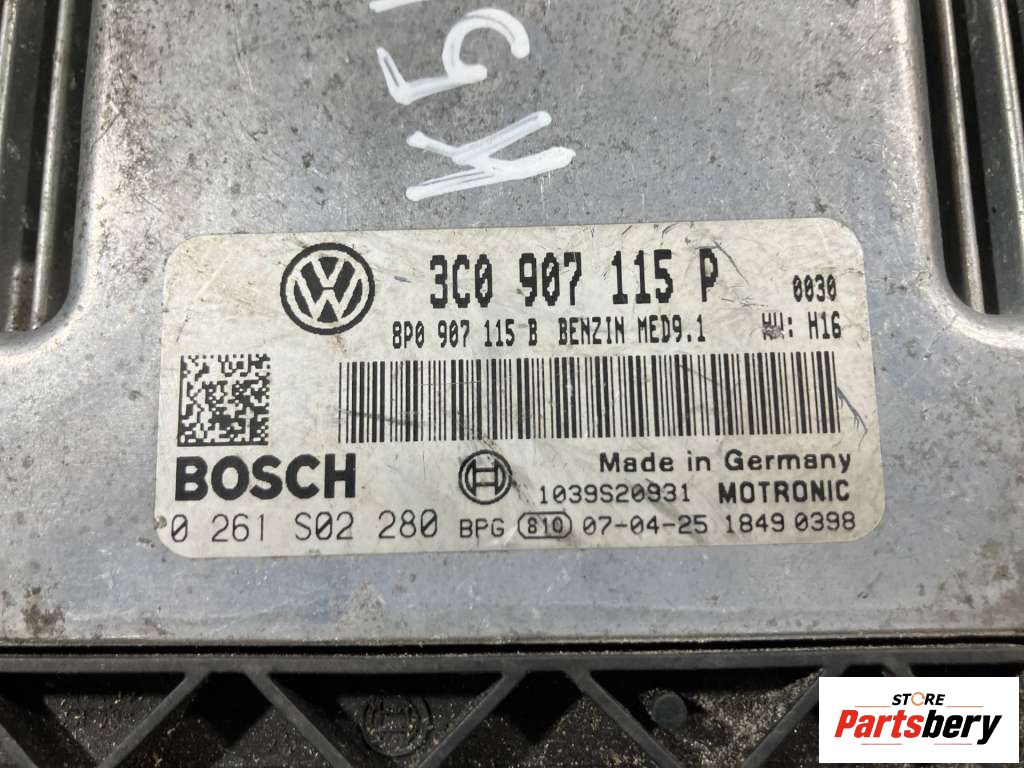 K5
3C0 907 115 P 0030
8P0 907 115 B BENZIN MED9.1 HW: H16
BOSCH
Made in Germany
1039S20931 MOTRONIC
0 261 S02 280 BPG 810 07-04-25 1849 0398
STORE
Partsbery